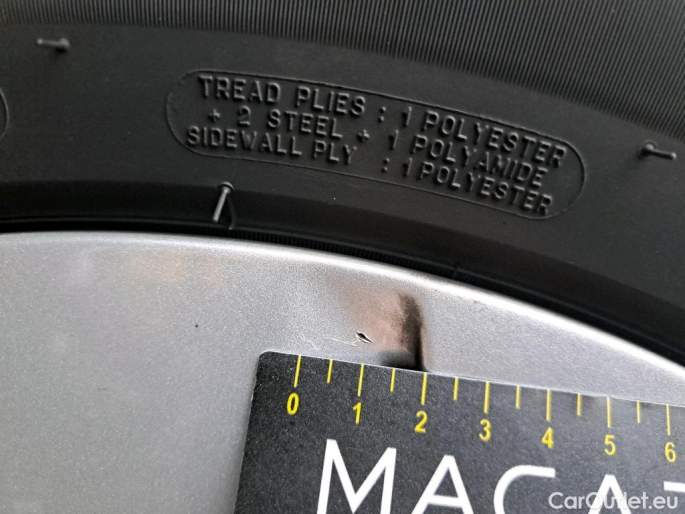 TREAD PLIES : 1 POLYESTER
+ 2 STEEL + 1 POLYAMIDE
SIDEWALL PLY : 1 POLYESTER
0 1 2 3 4 5 6
CarOutlet.eu